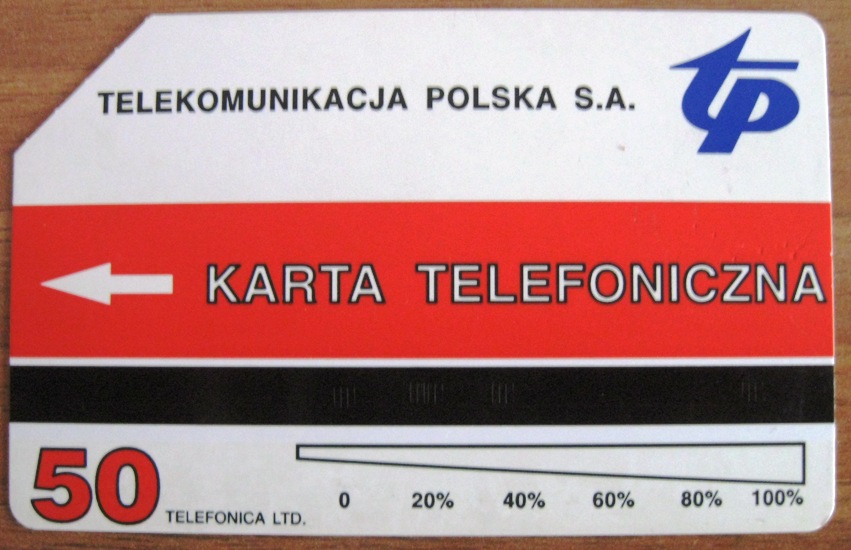 TELEKOMUNIKACJA POLSKA S.A.
tp
KARTA TELEFONICZNA
50
TELEFONICA LTD.
0 20% 40% 60% 80% 100%